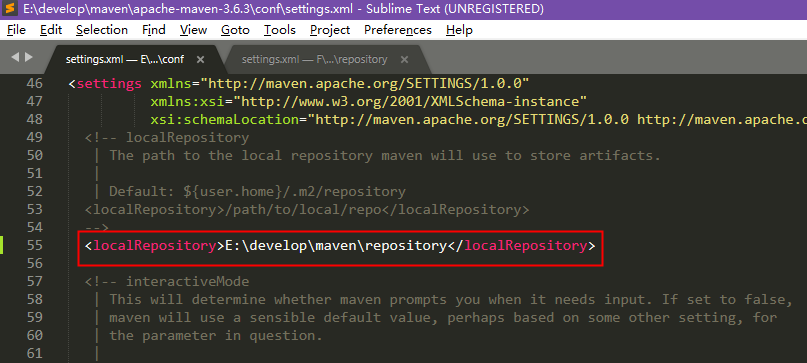 E:\develop\maven\apache-maven-3.6.3\conf\settings.xml - Sublime Text (UNREGISTERED)
File Edit Selection Find View Goto Tools Project Preferences Help
settings.xml — E\...\conf × settings.xml — F\...\repository ×
46 <settings xmlns="http://maven.apache.org/SETTINGS/1.0.0"
47 xmlns:xsi="http://www.w3.org/2001/XMLSchema-instance"
48 xsi:schemaLocation="http://maven.apache.org/SETTINGS/1.0.0 http://maven.apache.o
49 <!-- localRepository
50 | The path to the local repository maven will use to store artifacts.
51 |
52 | Default: ${user.home}/.m2/repository
53 <localRepository>/path/to/local/repo</localRepository>
54 -->
55 <localRepository>E:\develop\maven\repository</localRepository>
56
57 <!-- interactiveMode
58 | This will determine whether maven prompts you when it needs input. If set to false,
59 | maven will use a sensible default value, perhaps based on some other setting, for
60 | the parameter in question.
61 |